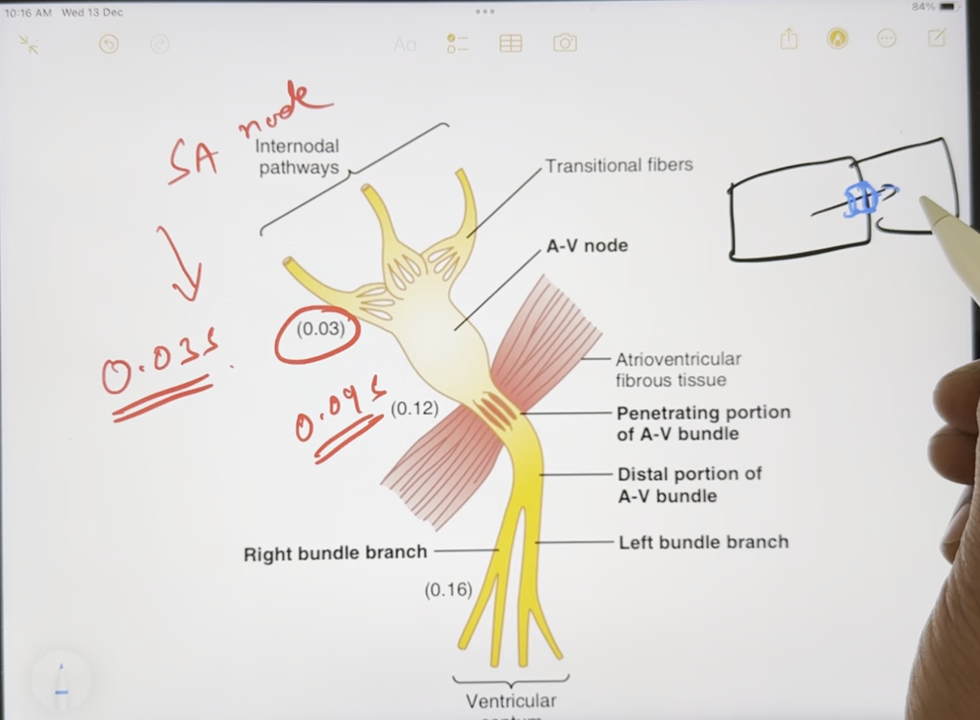 10:16 AM Wed 13 Dec
84%
Aa
SA node
Internodal
pathways
Transitional fibers
A-V node
0.03s
(0.03)
Atrioventricular
fibrous tissue
0.09s
(0.12)
Penetrating portion
of A-V bundle
Distal portion of
A-V bundle
Right bundle branch
Left bundle branch
(0.16)
Ventricular